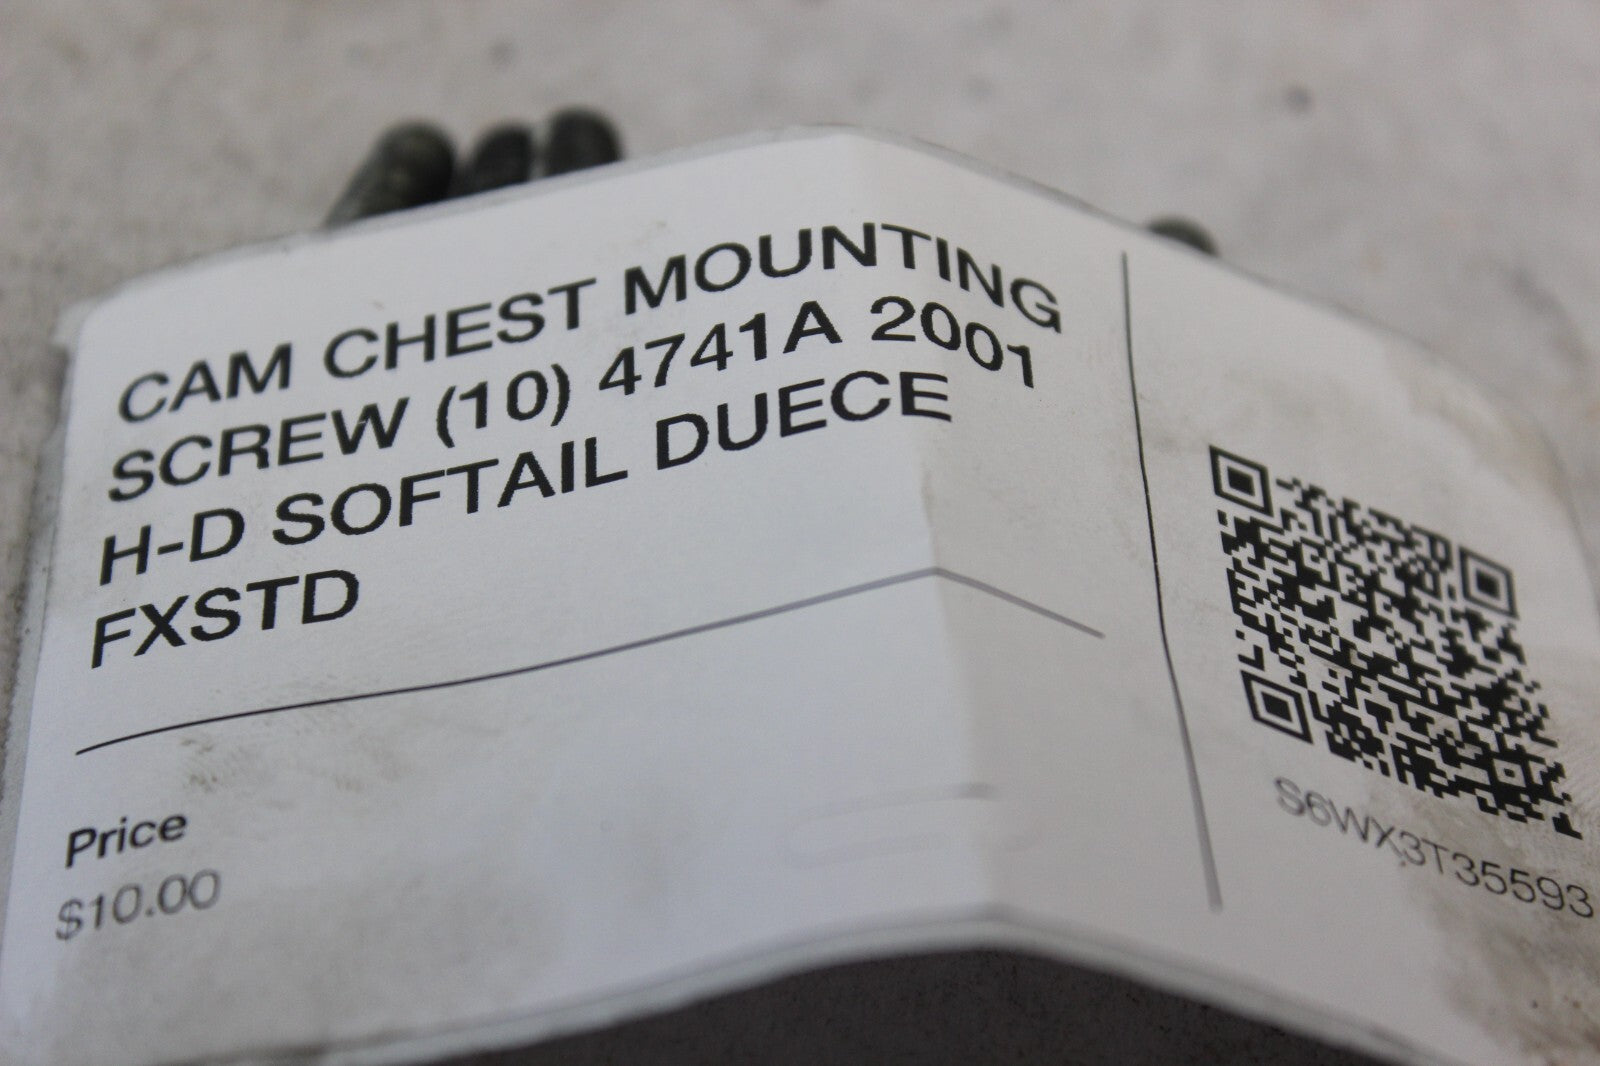 CAM CHEST MOUNTING
SCREW (10) 4741A 2001
H-D SOFTAIL DUECE
FXSTD
Price
$10.00
S6WX3T35593